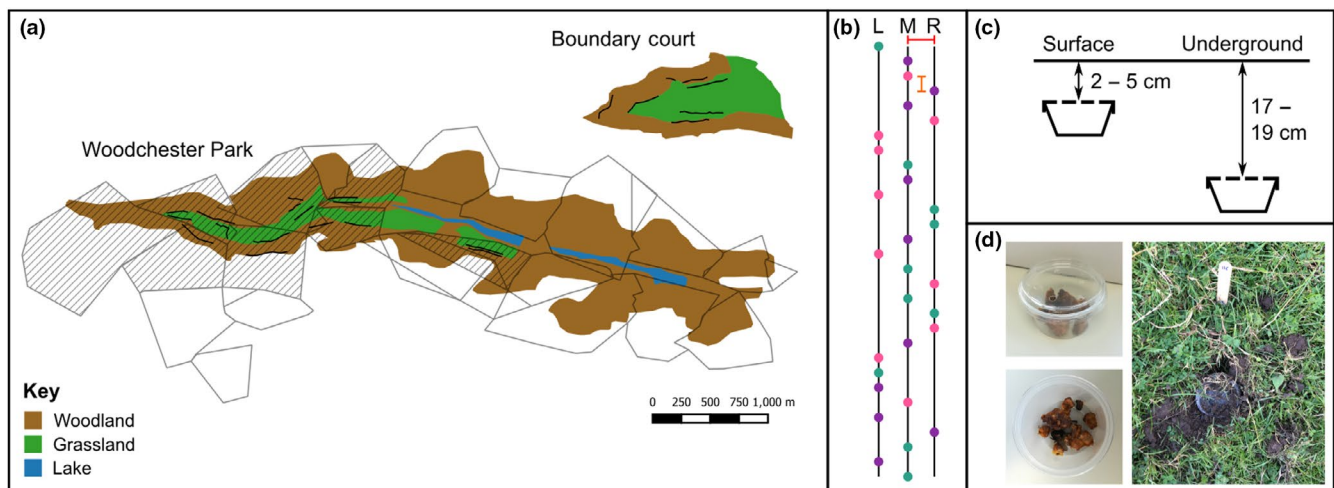 (a)
Boundary court
Woodchester Park
Key
Woodland
Grassland
Lake
0 250 500 750 1,000 m
(b)
L M R
(c)
Surface
Underground
2 – 5 cm
17 –
19 cm
(d)